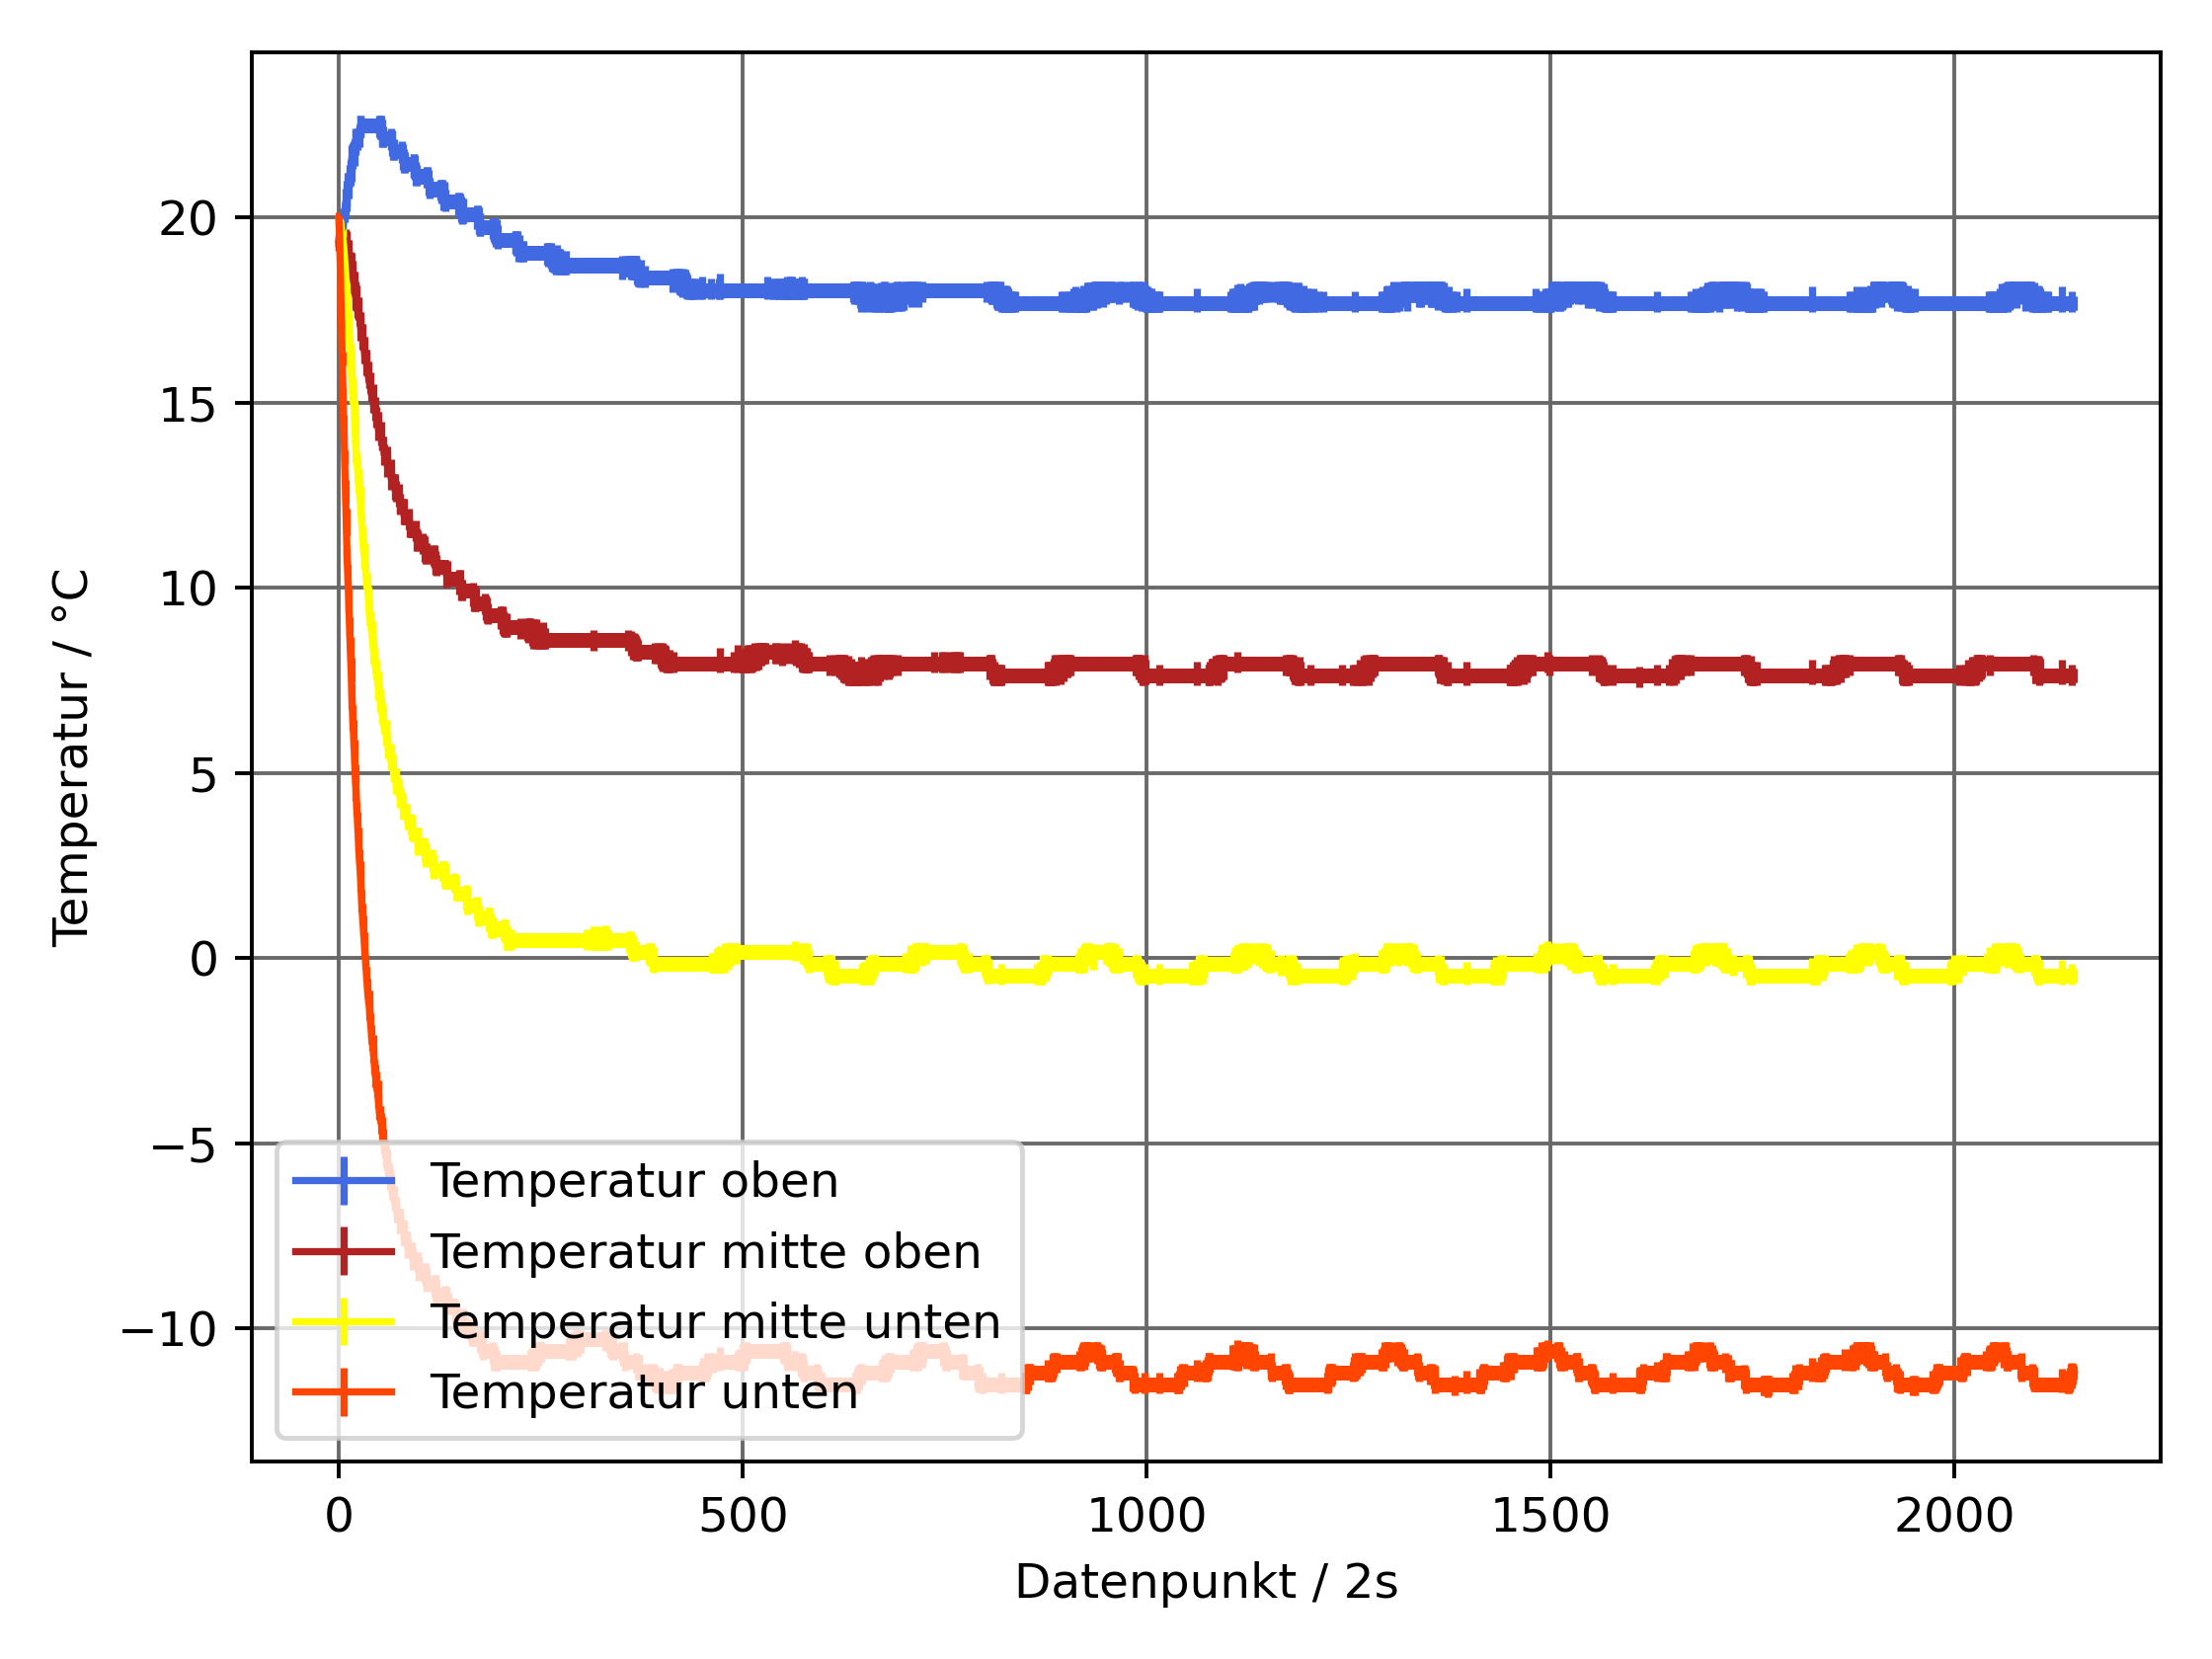 Temperatur / °C
20
15
10
5
0
−5
−10
Temperatur oben
Temperatur mitte oben
Temperatur mitte unten
Temperatur unten
0 500 1000 1500 2000
Datenpunkt / 2s